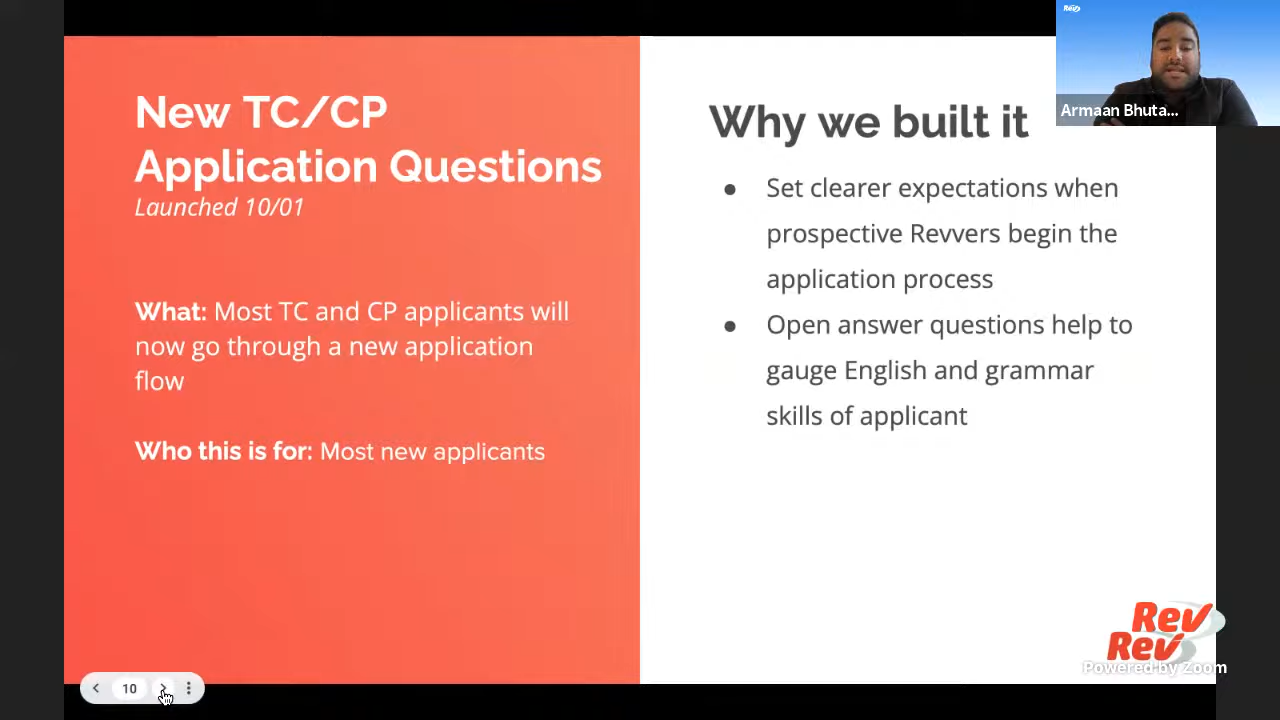 New TC/CP
Application Questions
Launched 10/01
What: Most TC and CP applicants will
now go through a new application
flow
Who this is for: Most new applicants
Why we built it
● Set clearer expectations when
prospective Revvers begin the
application process
● Open answer questions help to
gauge English and grammar
skills of applicant
Rev
Armaan Bhuta...
Rev
Rev
Powered by Zoom
10